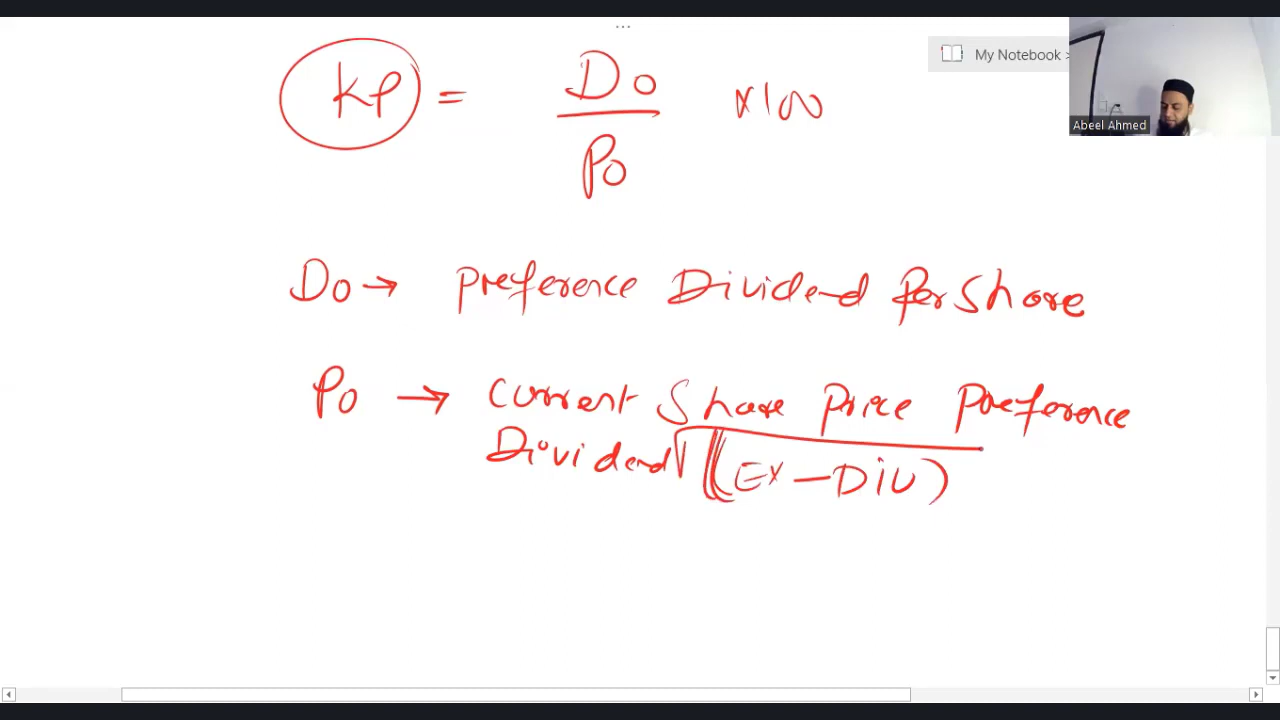 ...
My Notebook >
Abeel Ahmed
Kp = Do / Po ×100
Do → Preference Dividend Per Share
Po → Current Share Price Preference
Dividend (Ex-Div)